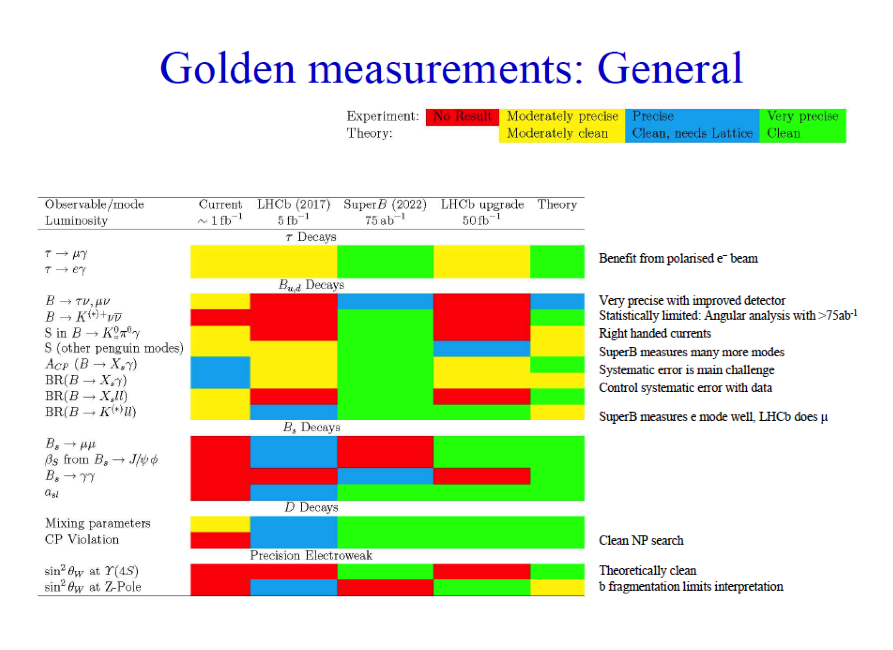 Golden measurements: General
Experiment: No Result Moderately precise Precise Very precise
Theory: Moderately clean Clean, needs Lattice Clean
Observable/mode Current LHCb (2017) SuperB (2022) LHCb upgrade Theory
Luminosity ~ 1 fb⁻¹ 5 fb⁻¹ 75 ab⁻¹ 50 fb⁻¹
τ Decays
τ → μγ
τ → eγ
Benefit from polarised e⁻ beam
B_{u,d} Decays
B → τν, μν Very precise with improved detector
B → K^{(*)+}νν̅ Statistically limited: Angular analysis with >75ab⁻¹
S in B → K⁰_Sπ⁰γ Right handed currents
S (other penguin modes) SuperB measures many more modes
A_{CP} (B → X_sγ) Systematic error is main challenge
BR(B → X_sγ) Control systematic error with data
BR(B → X_sll)
BR(B → K^{(*)}ll) SuperB measures e mode well, LHCb does μ
B_s Decays
B_s → μμ
β_S from B_s → J/ψ φ
B_s → γγ
a_{sl}
D Decays
Mixing parameters
CP Violation Clean NP search
Precision Electroweak
sin²θ_W at Υ(4S) Theoretically clean
sin²θ_W at Z-Pole b fragmentation limits interpretation